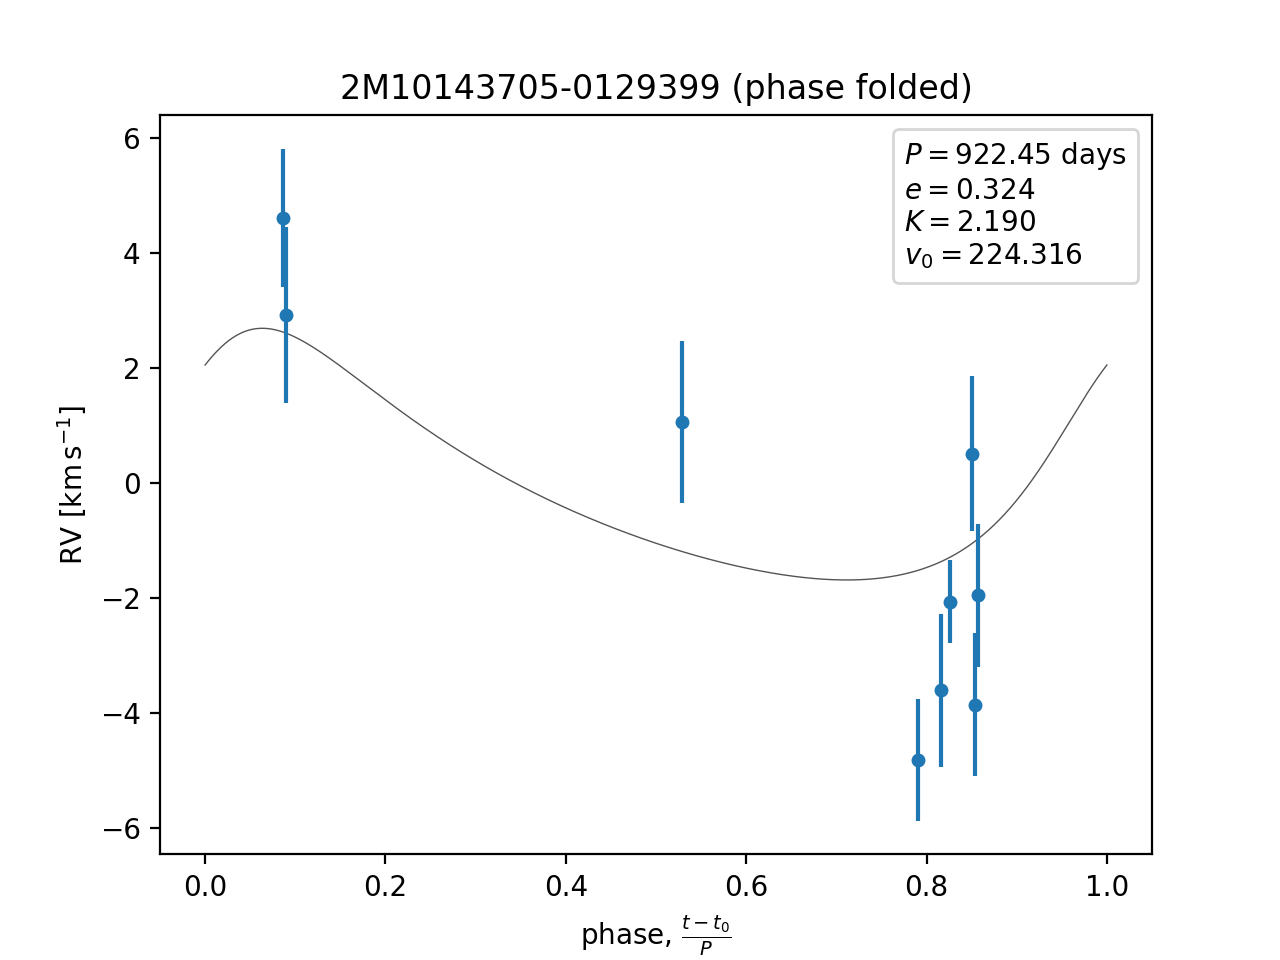 2M10143705-0129399 (phase folded)
P = 922.45 days
e = 0.324
K = 2.190
v₀ = 224.316
6
4
2
0
−2
−4
−6
RV [km s⁻¹]
0.0 0.2 0.4 0.6 0.8 1.0
phase, (t − t₀)/P